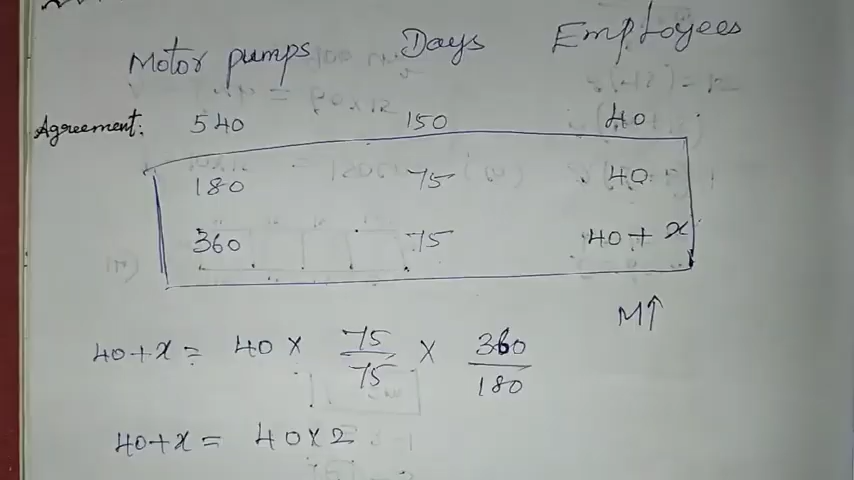 Motor pumps Days Employees
Agreement: 540 150 40
180 75 40
360 75 40 + x
M↑
40+x = 40 × 75/75 × 360/180
40+x = 40×2